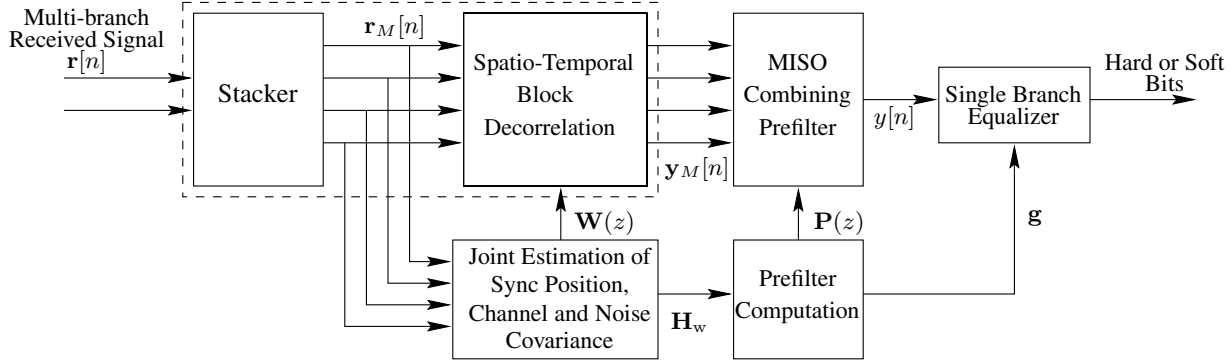 Multi-branch
Received Signal
r[n]
Stacker
r_M[n]
Spatio-Temporal
Block
Decorrelation
y_M[n]
MISO
Combining
Prefilter
y[n]
Single Branch
Equalizer
Hard or Soft
Bits
W(z)
P(z)
g
Joint Estimation of
Sync Position,
Channel and Noise
Covariance
H_w
Prefilter
Computation